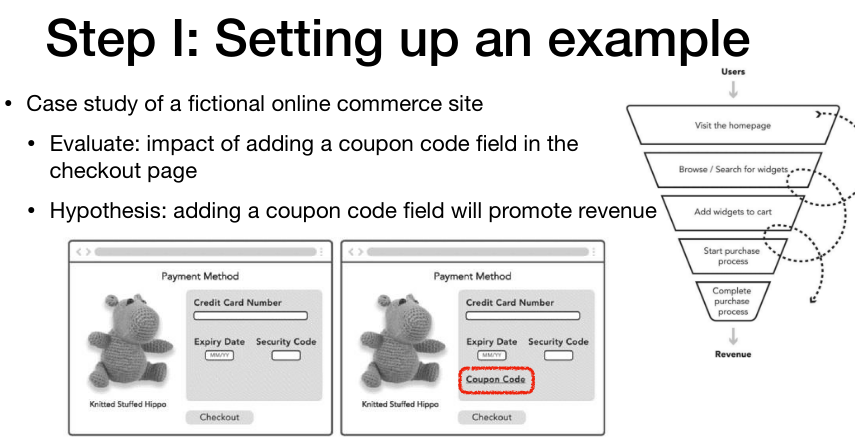 Step I: Setting up an example
• Case study of a fictional online commerce site
• Evaluate: impact of adding a coupon code field in the
checkout page
• Hypothesis: adding a coupon code field will promote revenue
Users
Visit the homepage
Browse / Search for widgets
Add widgets to cart
Start purchase
process
Complete
purchase
process
Revenue
Payment Method
Credit Card Number
Expiry Date Security Code
MM/YY
Knitted Stuffed Hippo
Checkout
Payment Method
Credit Card Number
Expiry Date Security Code
MM/YY
Coupon Code
Knitted Stuffed Hippo
Checkout